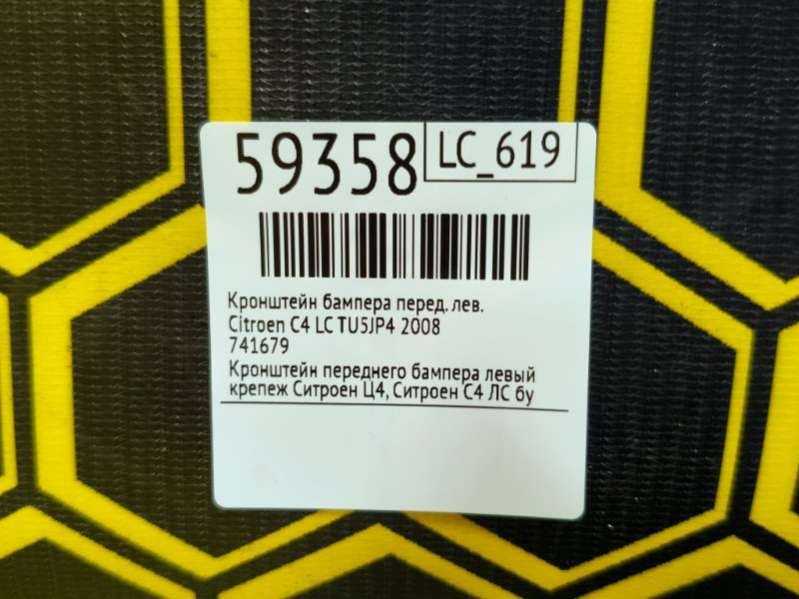 59358
LC_619
Кронштейн бампера перед. лев.
Citroen C4 LC TU5JP4 2008
741679
Кронштейн переднего бампера левый
крепеж Ситроен Ц4, Ситроен С4 ЛС бу